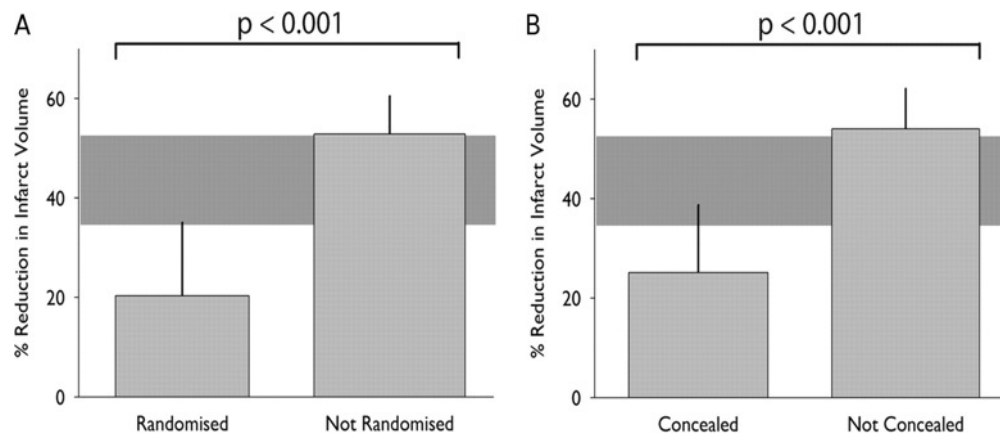 A
p < 0.001
% Reduction in Infarct Volume
60
40
20
0
Randomised
Not Randomised
B
p < 0.001
% Reduction in Infarct Volume
60
40
20
0
Concealed
Not Concealed